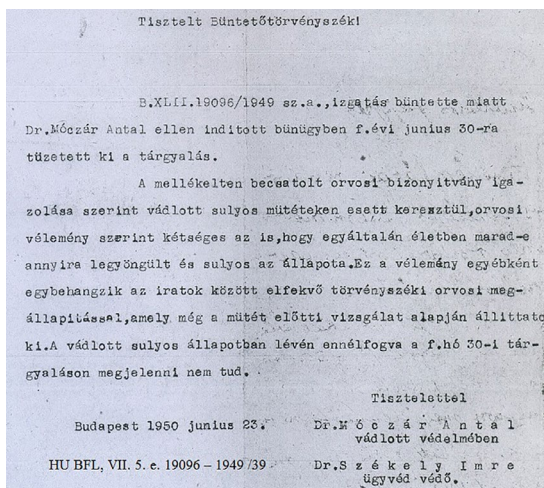 Tisztelt Büntetőtörvényszék!
B.XLII.19096/1949 sz.a.,izgatás büntette miatt
Dr.Móczár Antal ellen inditott bünügyben f.évi junius 30-ra
tüzetett ki a tárgyalás.
A mellékelten becsatolt orvosi bizonyitvány iga-
zolása szerint vádlott sulyos mütéteken esett keresztül,orvosi
vélemény szerint kétséges az is,hogy egyáltalán életben marad-e
annyira legyöngült és sulyos az állapota.Ez a vélemény egyébként
egybehangzik az iratok között elfekvő törvényszéki orvosi meg-
állapitással,amely még a mütét előtti vizsgálat alapján állittatott
ki.A vádlott sulyos állapotban lévén ennélfogva a f.hó 30-i tár-
gyaláson megjelenni nem tud.
Tisztelettel
Budapest 1950 junius 23. Dr.Móczár Antal
vádlott védelmében
HU BFL, VII. 5. e. 19096 – 1949 /39 Dr.Székely Imre
ügyvéd védő.